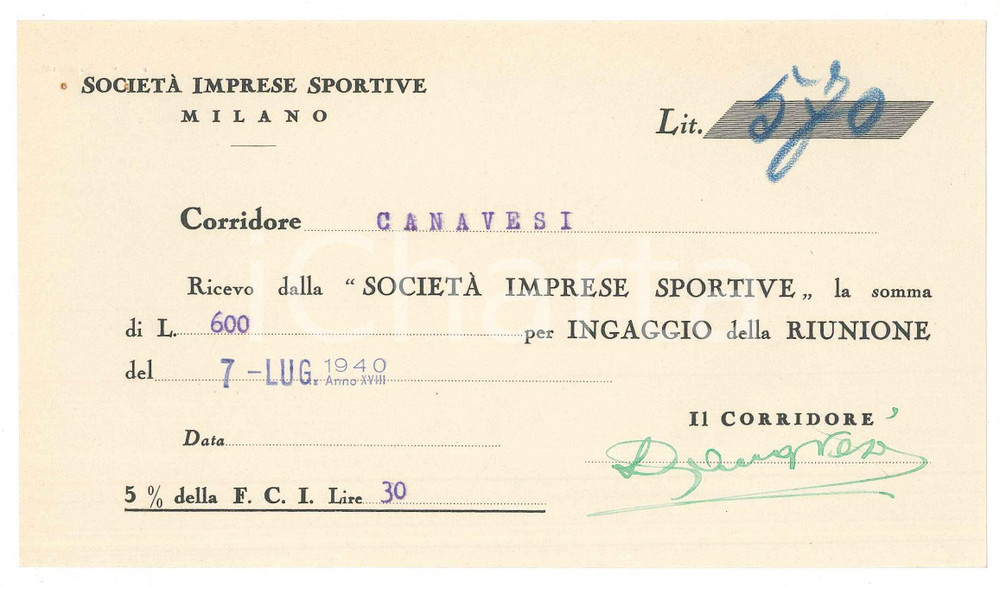 SOCIETÀ IMPRESE SPORTIVE
MILANO
Lit. 570
Corridore CANAVESI
Ricevo dalla “SOCIETÀ IMPRESE SPORTIVE„ la somma
di L. 600 per INGAGGIO della RIUNIONE
del 7 - LUG. 1940 Anno XVIII
Il CORRIDORE
Data
5 % della F. C. I. Lire 30
iCharta